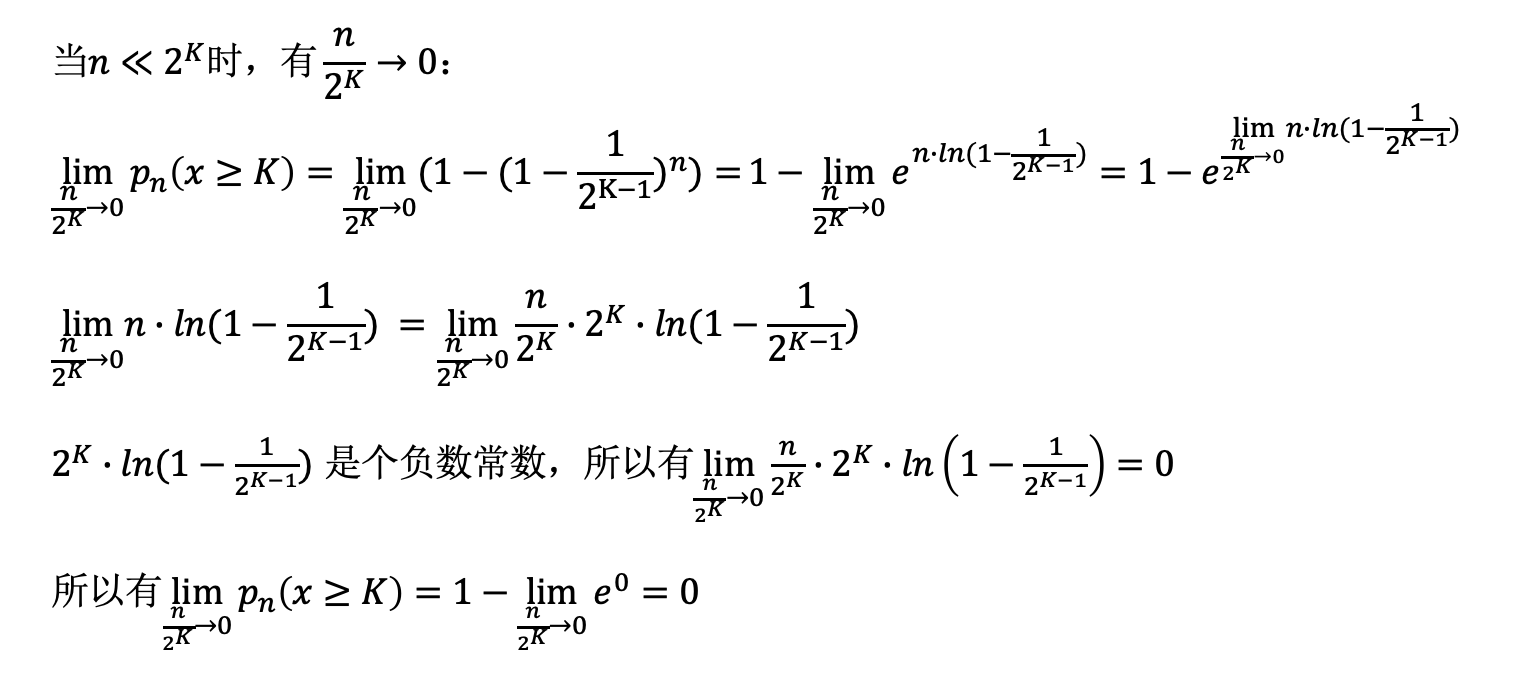 当n ≪ 2^K时，有 n/2^K → 0：
lim_{n/2^K→0} p_n(x ≥ K) = lim_{n/2^K→0} (1 − (1 − 1/2^{K−1})^n) = 1 − lim_{n/2^K→0} e^{n·ln(1−1/2^{K−1})} = 1 − e^{lim_{n/2^K→0} n·ln(1−1/2^{K−1})}
lim_{n/2^K→0} n · ln(1 − 1/2^{K−1}) = lim_{n/2^K→0} n/2^K · 2^K · ln(1 − 1/2^{K−1})
2^K · ln(1 − 1/2^{K−1}) 是个负数常数，所以有 lim_{n/2^K→0} n/2^K · 2^K · ln(1 − 1/2^{K−1}) = 0
所以有 lim_{n/2^K→0} p_n(x ≥ K) = 1 − lim_{n/2^K→0} e^0 = 0